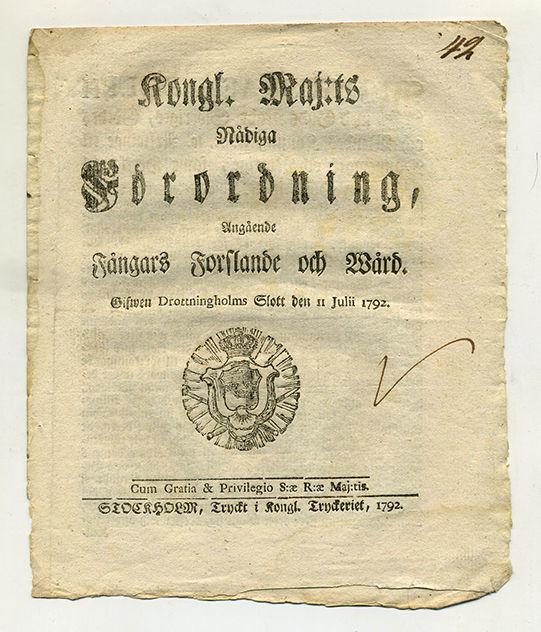 42
Kongl. Maj:ts
Nådiga
Förordning,
Angående
Fångars Forslande och Wård.
Gifwen Drottningholms Slott den 11 Julii 1792.
Cum Gratia & Privilegio S:æ R:æ Maj:tis.
STOCKHOLM, Tryckt i Kongl. Tryckeriet, 1792.